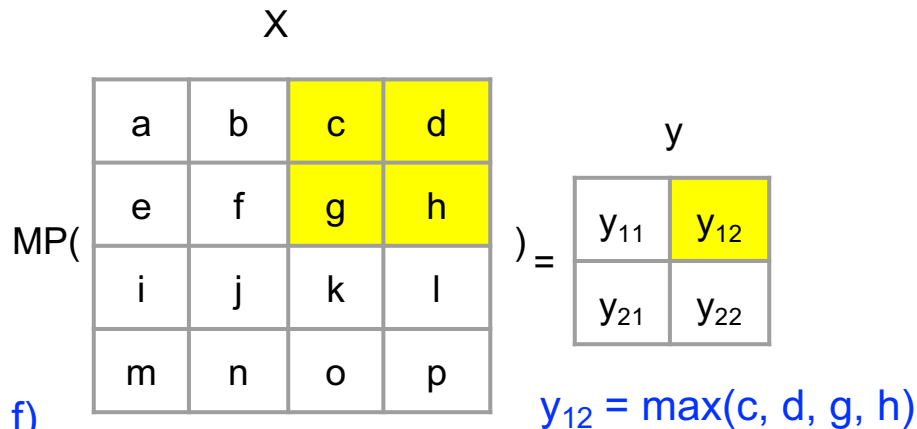 X
a b c d
y
e f g h
MP( ) =
y₁₁ y₁₂
i j k l
y₂₁ y₂₂
m n o p
f) y₁₂ = max(c, d, g, h)